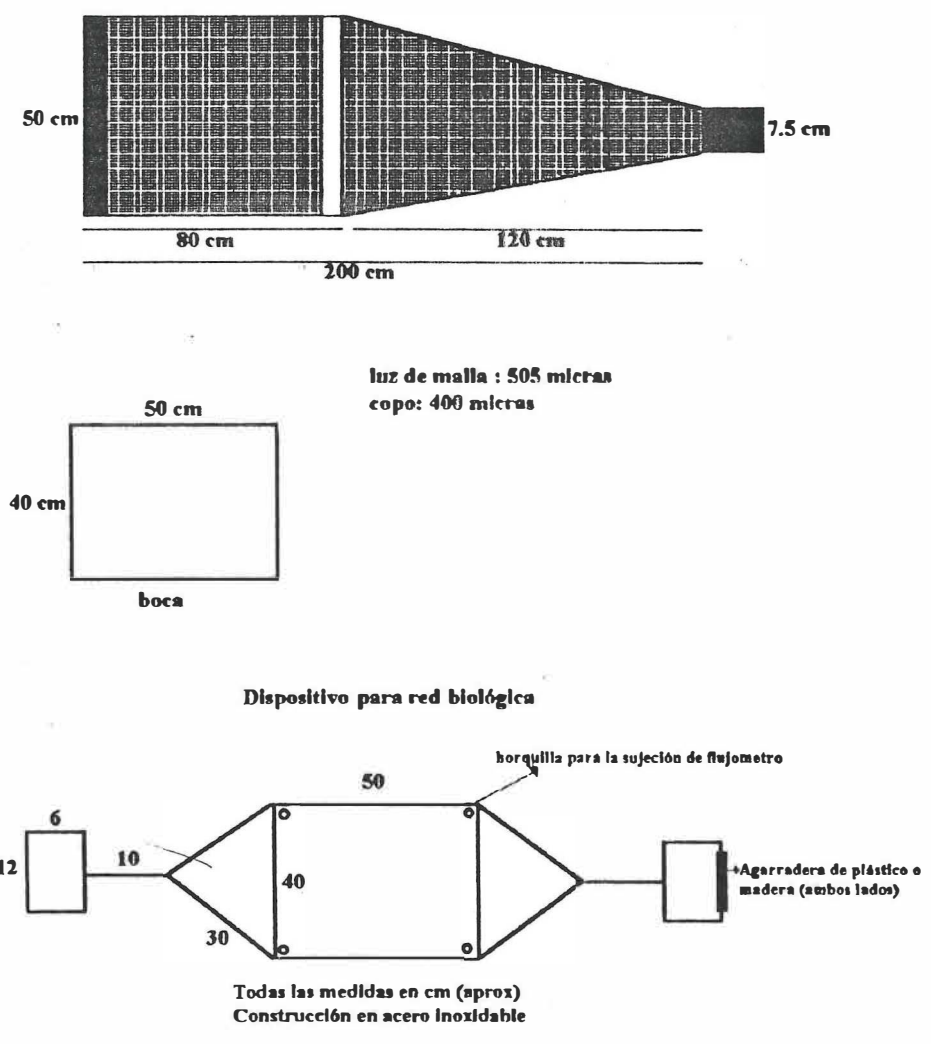 50 cm
7.5 cm
80 cm
120 cm
200 cm
luz de malla : 505 micras
copo: 400 micras
50 cm
40 cm
boca
Dispositivo para red biológica
horquilla para la sujeción de flujometro
50
6
12
10
40
30
Agarradera de plástico o
madera (ambos lados)
Todas las medidas en cm (aprox)
Construcción en acero inoxidable